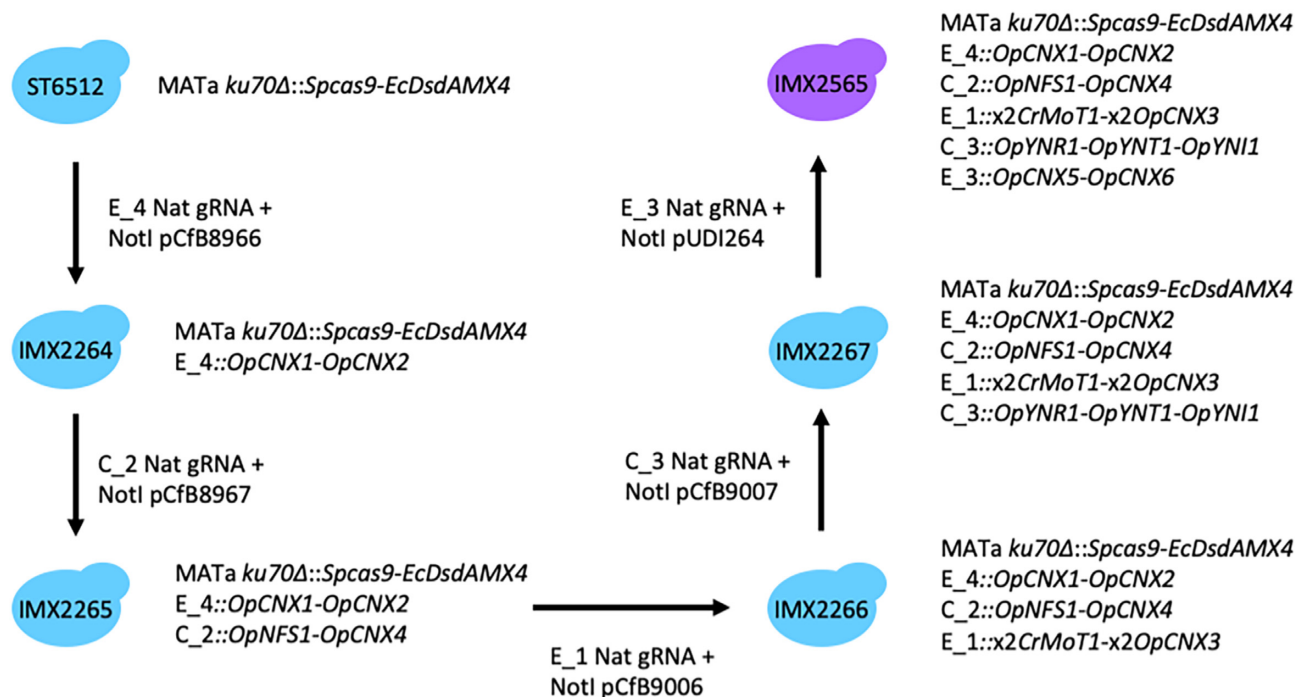 ST6512
MATa ku70Δ::Spcas9-EcDsdAMX4
E_4 Nat gRNA +
NotI pCfB8966
IMX2264
MATa ku70Δ::Spcas9-EcDsdAMX4
E_4::OpCNX1-OpCNX2
C_2 Nat gRNA +
NotI pCfB8967
IMX2265
MATa ku70Δ::Spcas9-EcDsdAMX4
E_4::OpCNX1-OpCNX2
C_2::OpNFS1-OpCNX4
E_1 Nat gRNA +
NotI pCfB9006
IMX2266
MATa ku70Δ::Spcas9-EcDsdAMX4
E_4::OpCNX1-OpCNX2
C_2::OpNFS1-OpCNX4
E_1::x2CrMoT1-x2OpCNX3
C_3 Nat gRNA +
NotI pCfB9007
IMX2267
MATa ku70Δ::Spcas9-EcDsdAMX4
E_4::OpCNX1-OpCNX2
C_2::OpNFS1-OpCNX4
E_1::x2CrMoT1-x2OpCNX3
C_3::OpYNR1-OpYNT1-OpYNI1
E_3 Nat gRNA +
NotI pUDI264
IMX2565
MATa ku70Δ::Spcas9-EcDsdAMX4
E_4::OpCNX1-OpCNX2
C_2::OpNFS1-OpCNX4
E_1::x2CrMoT1-x2OpCNX3
C_3::OpYNR1-OpYNT1-OpYNI1
E_3::OpCNX5-OpCNX6